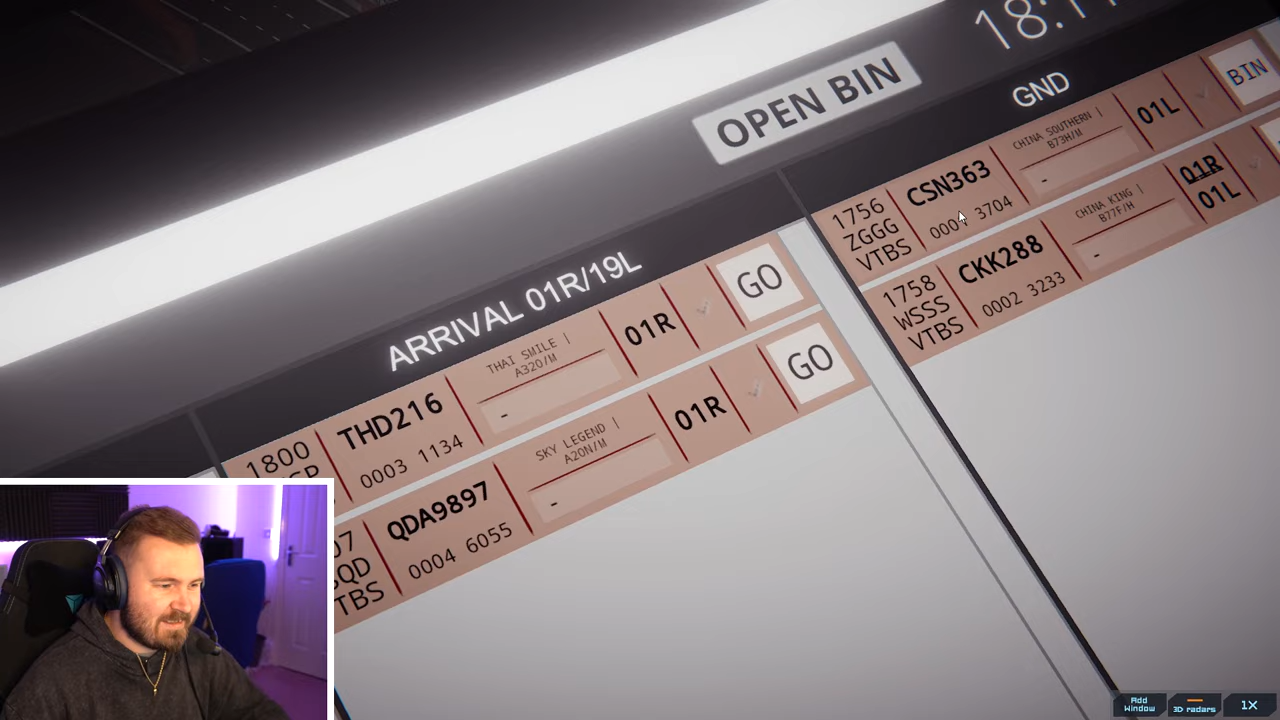 18:1
OPEN BIN
GND
1756
ZGGG
VTBS
CSN363
3704
CHINA SOUTHERN |
B73H/M
-
01L
BIN
1758
WSSS
VTBS
CKK288
0002 3233
CHINA KING |
B77F/H
-
01R
01L
ARRIVAL 01R/19L
1800
THD216
0003 1134
THAI SMILE |
A320/M
-
01R
GO
QDA9897
0004 6055
SKY LEGEND |
A20N/M
-
01R
GO
Add
Window
3D radars
1X